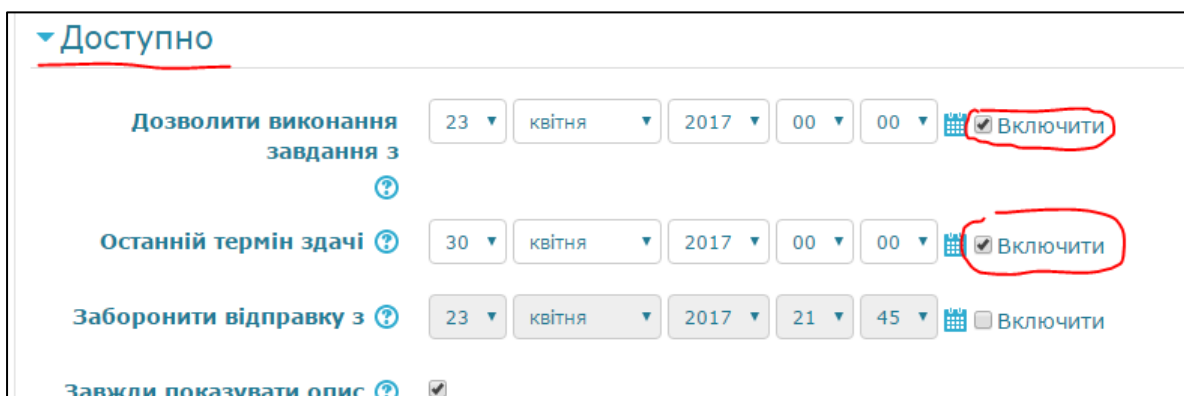 Доступно
Дозволити виконання завдання з 23 квітня 2017 00 00 Включити
Останній термін здачі 30 квітня 2017 00 00 Включити
Заборонити відправку з 23 квітня 2017 21 45 Включити
Завжди показувати опис